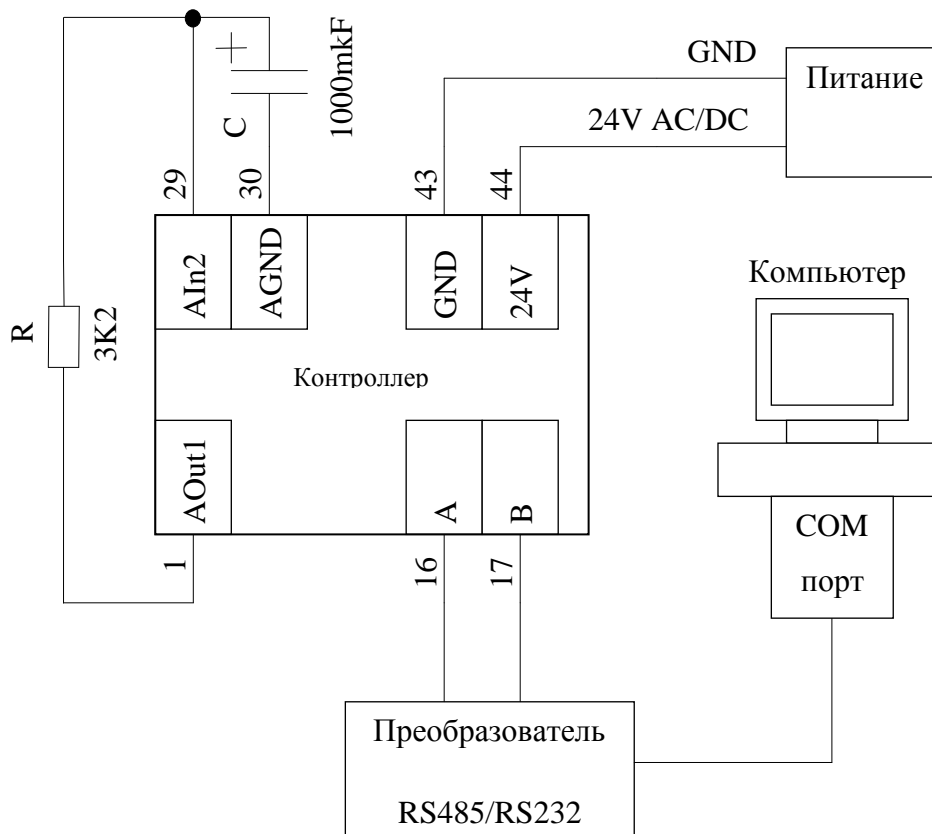 GND
Питание
24V AC/DC
C
1000mkF
29
30
43
44
AIn2
AGND
GND
24V
Компьютер
R
3K2
Контроллер
AOut1
A
B
COM
порт
1
16
17
Преобразователь
RS485/RS232